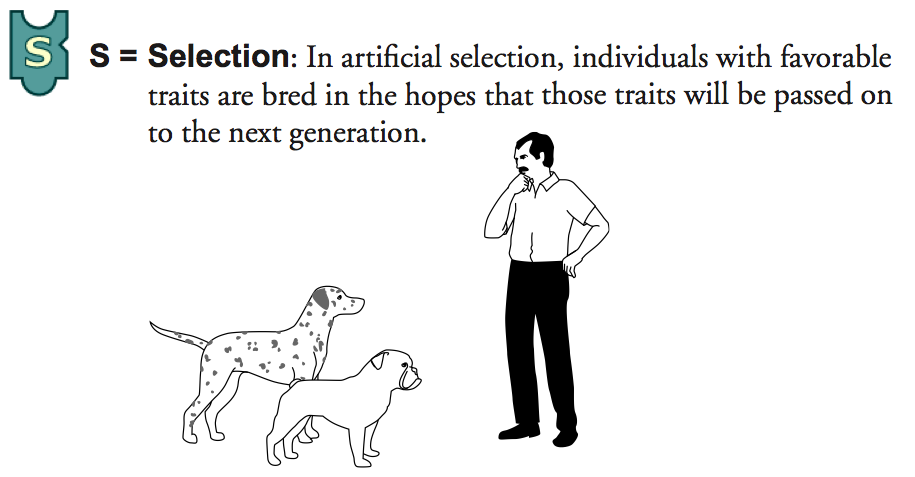 S
S = Selection: In artificial selection, individuals with favorable
traits are bred in the hopes that those traits will be passed on
to the next generation.